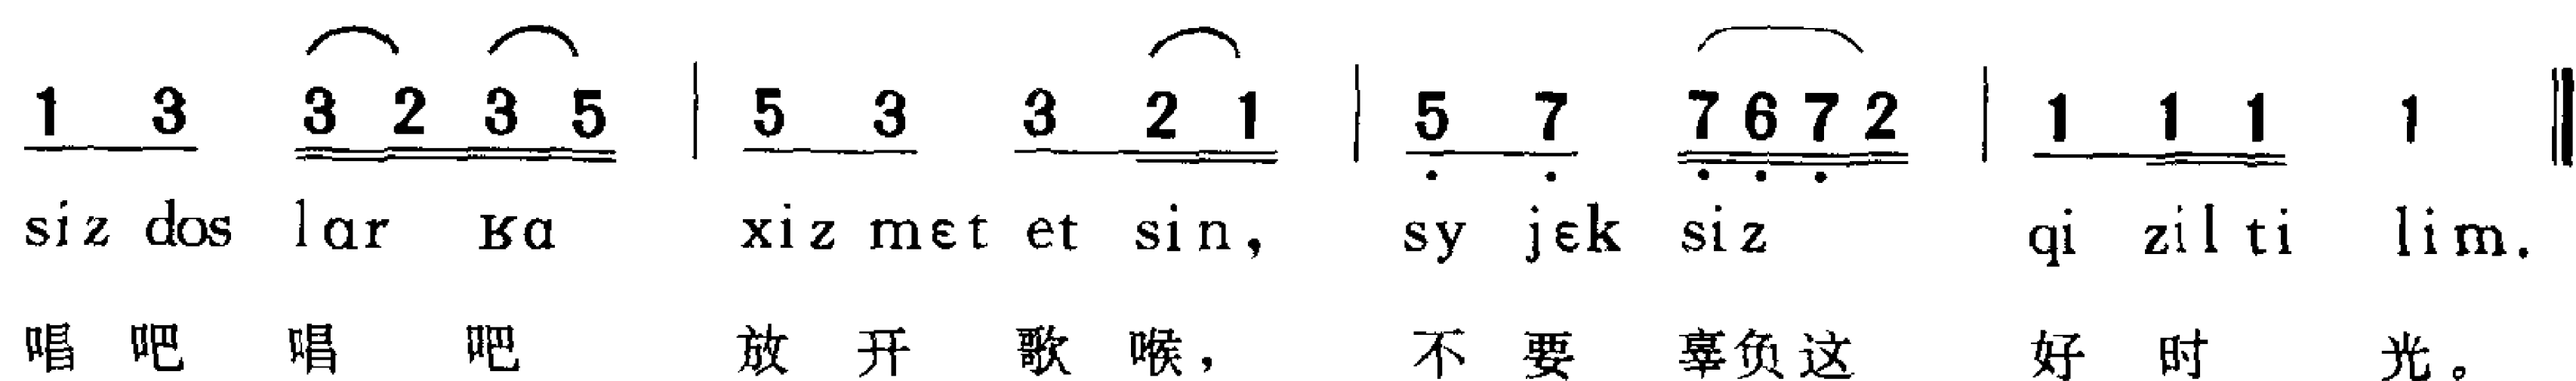 1 3 3 2 3 5 | 5 3 3 2 1 | 5 7 7 6 7 2 | 1 1 1 1 ‖
siz dos lɑr ʁɑ xiz mɛt et sin, sy jɛk siz qi zil ti lim.
唱吧唱吧放开歌喉，不要辜负这好时光。